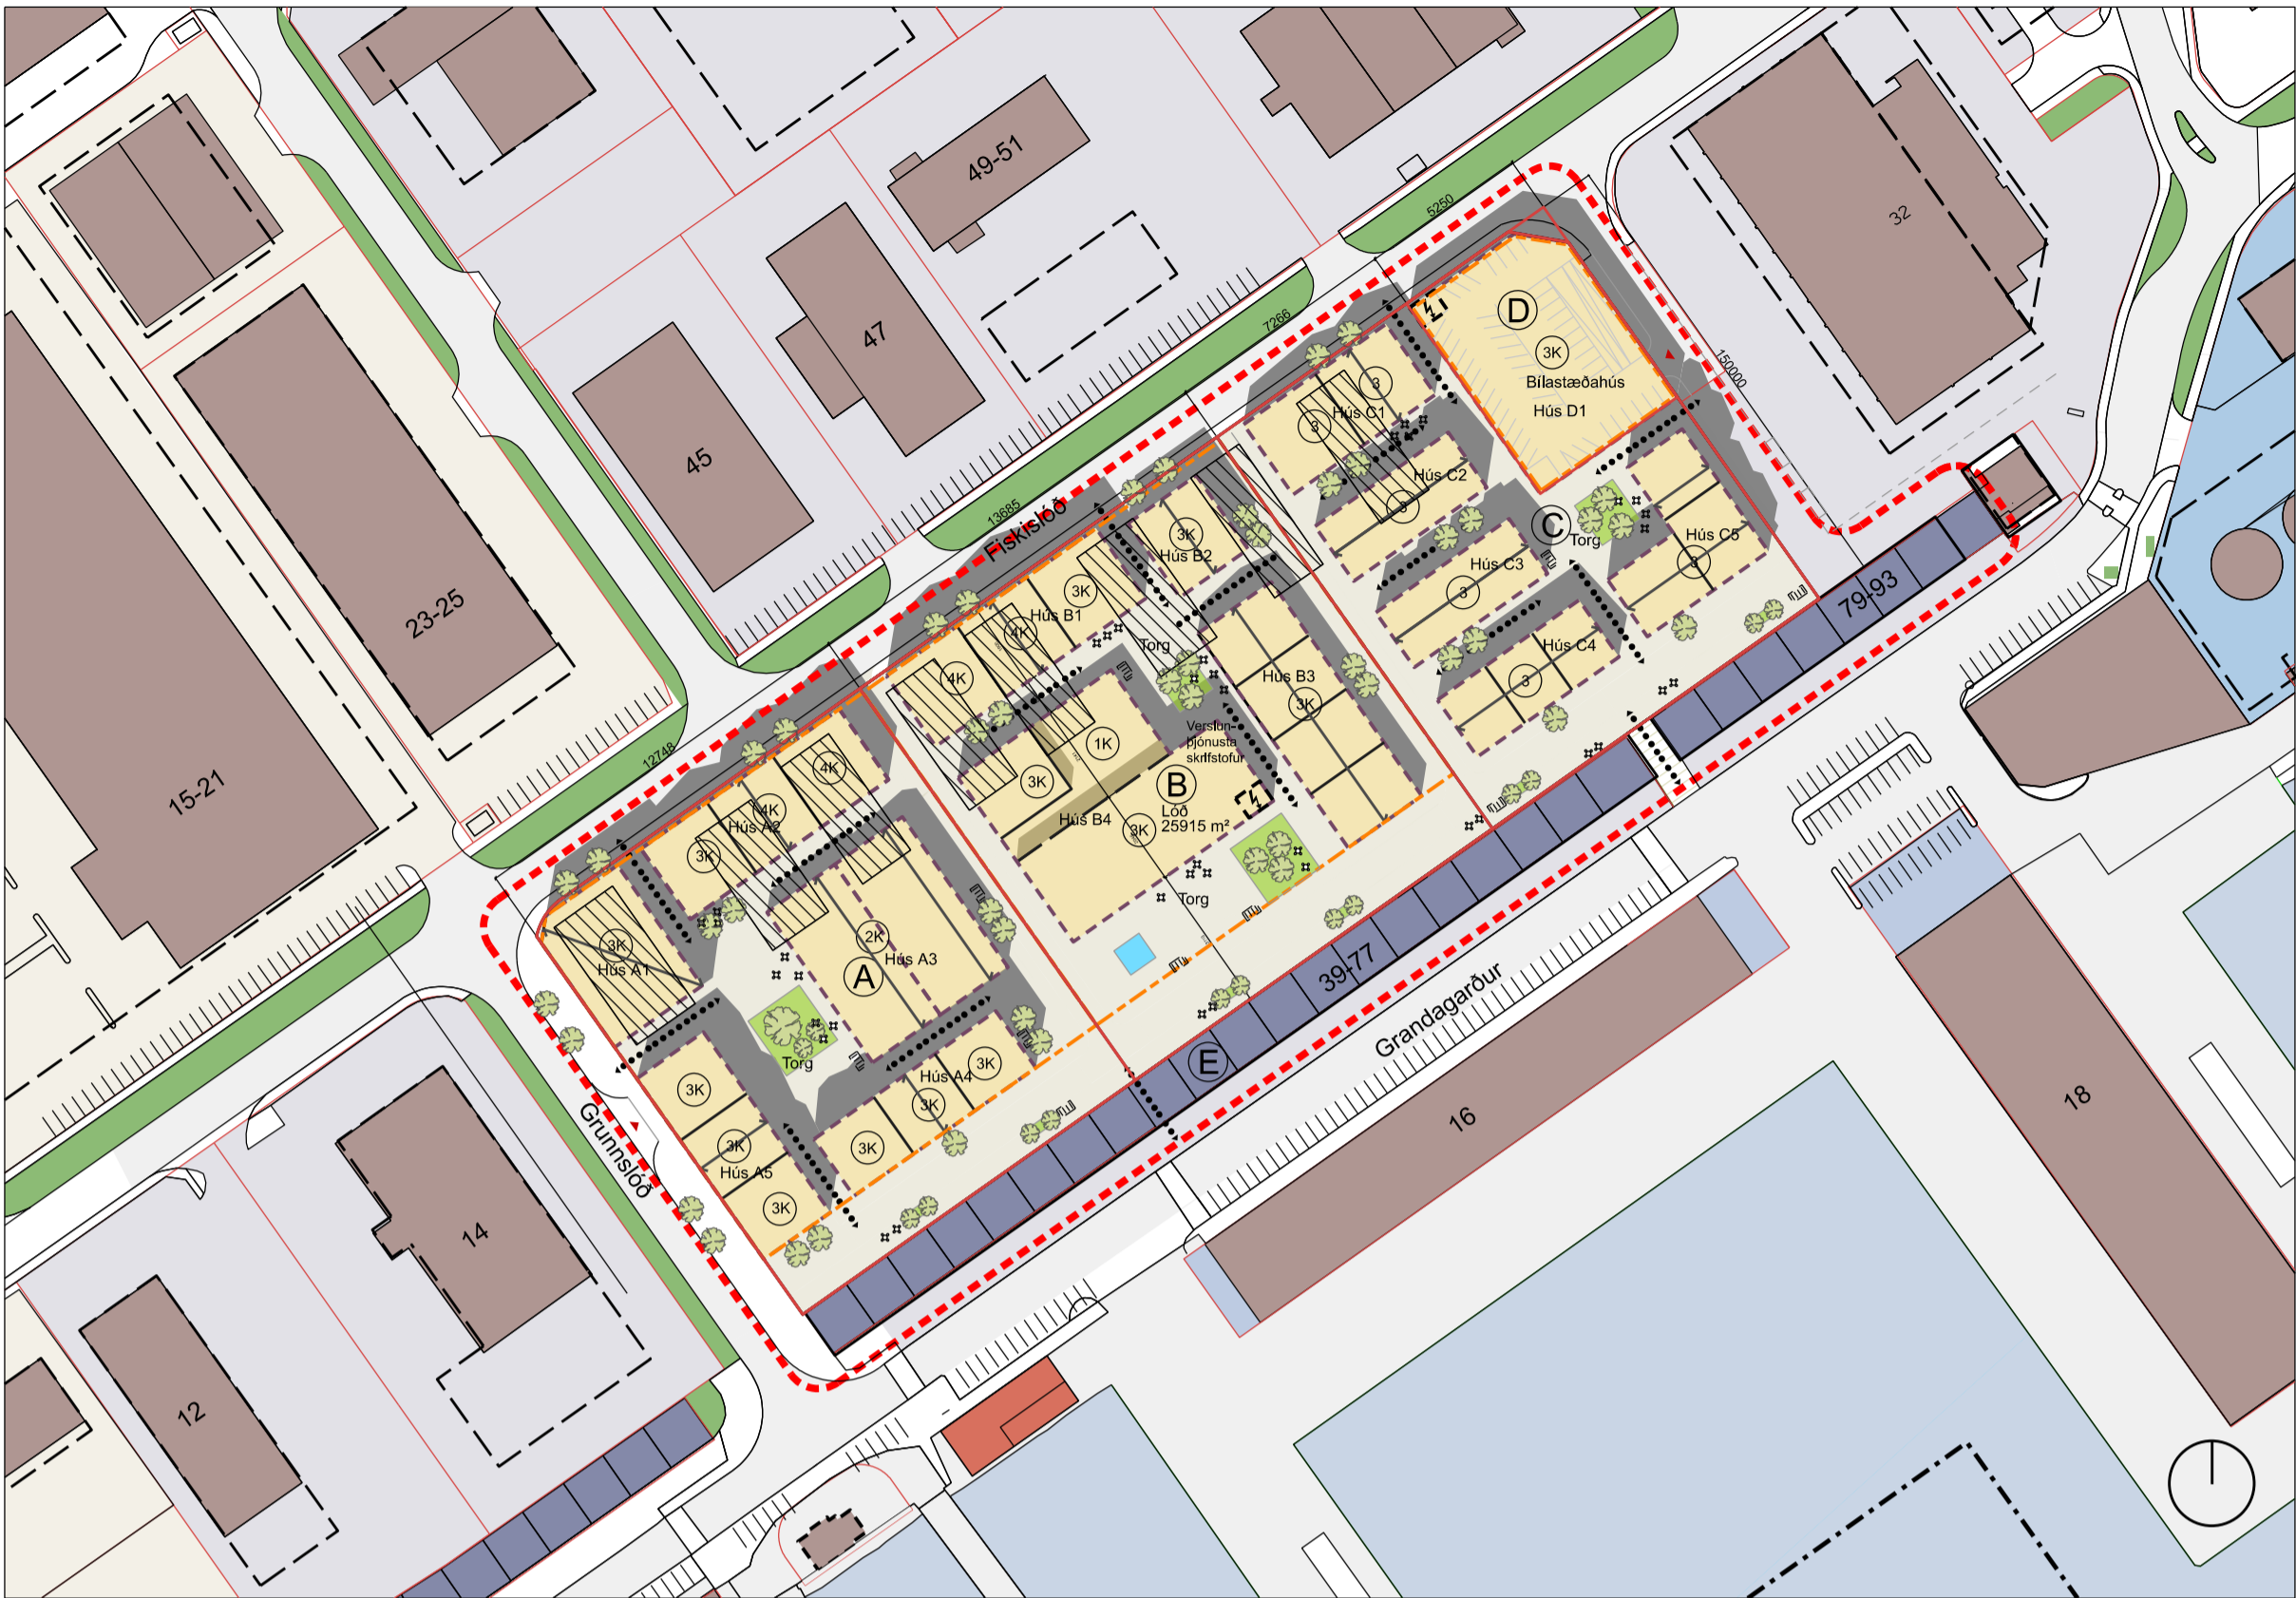 49-51
47
45
32
23-25
15-21
14
12
16
18
5250
7266
13685
12748
150000
Fiskislóð
Grunnslóð
Grandagarður
79-93
39-77
D
3K
Bílastæðahús
Hús D1
3
Hús C1
3
Hús C2
3
C
Torg
Hús C3
3
Hús C5
3
Hús C4
3
3K
Hús B2
3K
Hús B1
4K
4K
Torg
Hús B3
3K
Verslun-
þjónusta
skrifstofur
1K
3K
B
Lóð
25915 m²
Hús B4
3K
Torg
4K
4K
Hús A2
3K
3K
Hús A1
2K
Hús A3
A
Torg
3K
Hús A4
3K
3K
3K
3K
Hús A5
3K
E